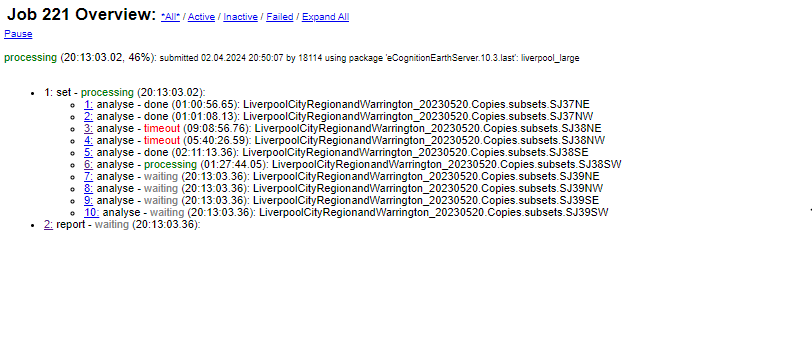 Job 221 Overview: *All* / Active / Inactive / Failed / Expand All
Pause
processing (20:13:03.02, 46%): submitted 02.04.2024 20:50:07 by 18114 using package 'eCognitionEarthServer.10.3.last': liverpool_large
1: set - processing (20:13:03.02):
1: analyse - done (01:00:56.65): LiverpoolCityRegionandWarrington_20230520.Copies.subsets.SJ37NE
2: analyse - done (01:01:08.13): LiverpoolCityRegionandWarrington_20230520.Copies.subsets.SJ37NW
3: analyse - timeout (09:08:56.76): LiverpoolCityRegionandWarrington_20230520.Copies.subsets.SJ38NE
4: analyse - timeout (05:40:26.59): LiverpoolCityRegionandWarrington_20230520.Copies.subsets.SJ38NW
5: analyse - done (02:11:13.36): LiverpoolCityRegionandWarrington_20230520.Copies.subsets.SJ38SE
6: analyse - processing (01:27:44.05): LiverpoolCityRegionandWarrington_20230520.Copies.subsets.SJ38SW
7: analyse - waiting (20:13:03.36): LiverpoolCityRegionandWarrington_20230520.Copies.subsets.SJ39NE
8: analyse - waiting (20:13:03.36): LiverpoolCityRegionandWarrington_20230520.Copies.subsets.SJ39NW
9: analyse - waiting (20:13:03.36): LiverpoolCityRegionandWarrington_20230520.Copies.subsets.SJ39SE
10: analyse - waiting (20:13:03.36): LiverpoolCityRegionandWarrington_20230520.Copies.subsets.SJ39SW
2: report - waiting (20:13:03.36):